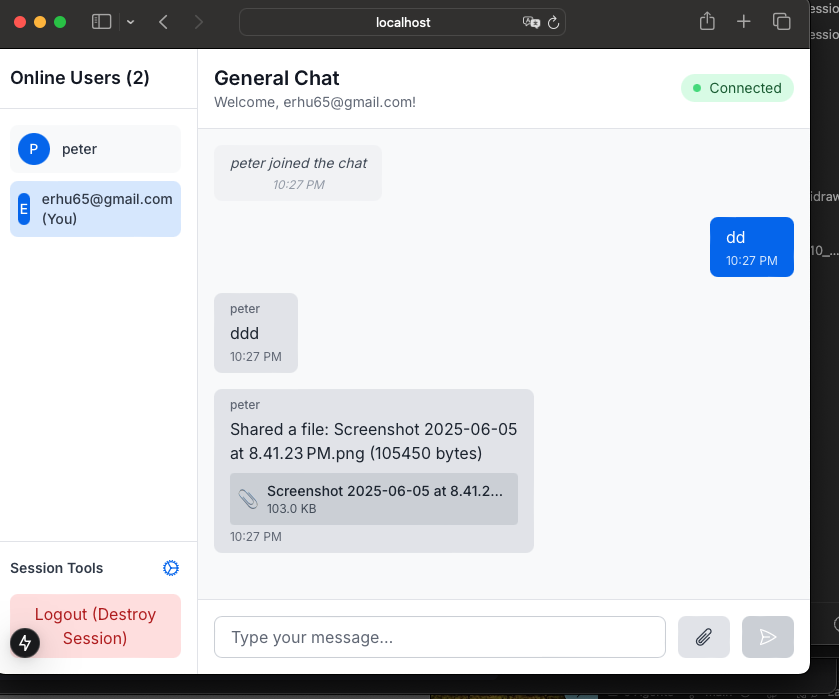 localhost
Online Users (2)
P
peter
E
erhu65@gmail.com
(You)
Session Tools
Logout (Destroy
Session)
General Chat
Welcome, erhu65@gmail.com!
Connected
peter joined the chat
10:27 PM
dd
10:27 PM
peter
ddd
10:27 PM
peter
Shared a file: Screenshot 2025-06-05
at 8.41.23 PM.png (105450 bytes)
Screenshot 2025-06-05 at 8.41.2...
103.0 KB
10:27 PM
Type your message...